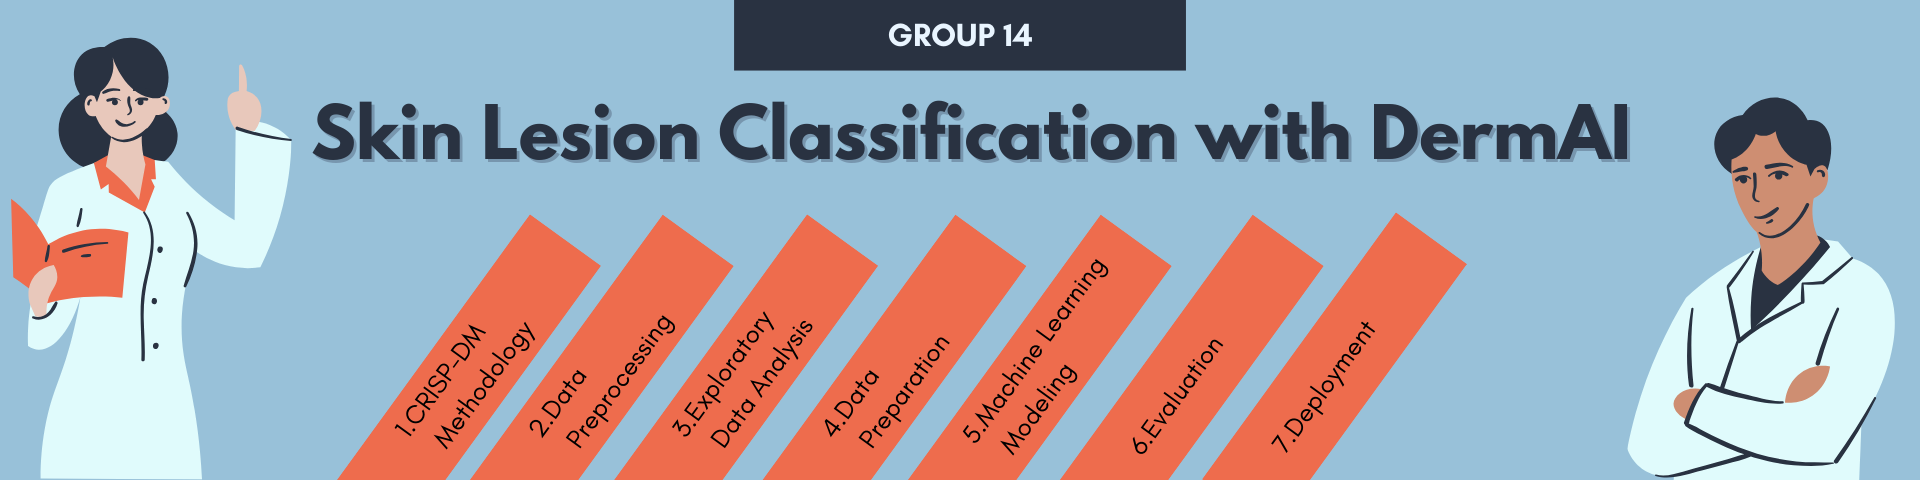 GROUP 14
Skin Lesion Classification with DermAI
1.CRISP-DM
Methodology
2.Data
Preprocessing
3.Exploratory
Data Analysis
4.Data
Preparation
5.Machine Learning
Modeling
6.Evaluation
7.Deployment